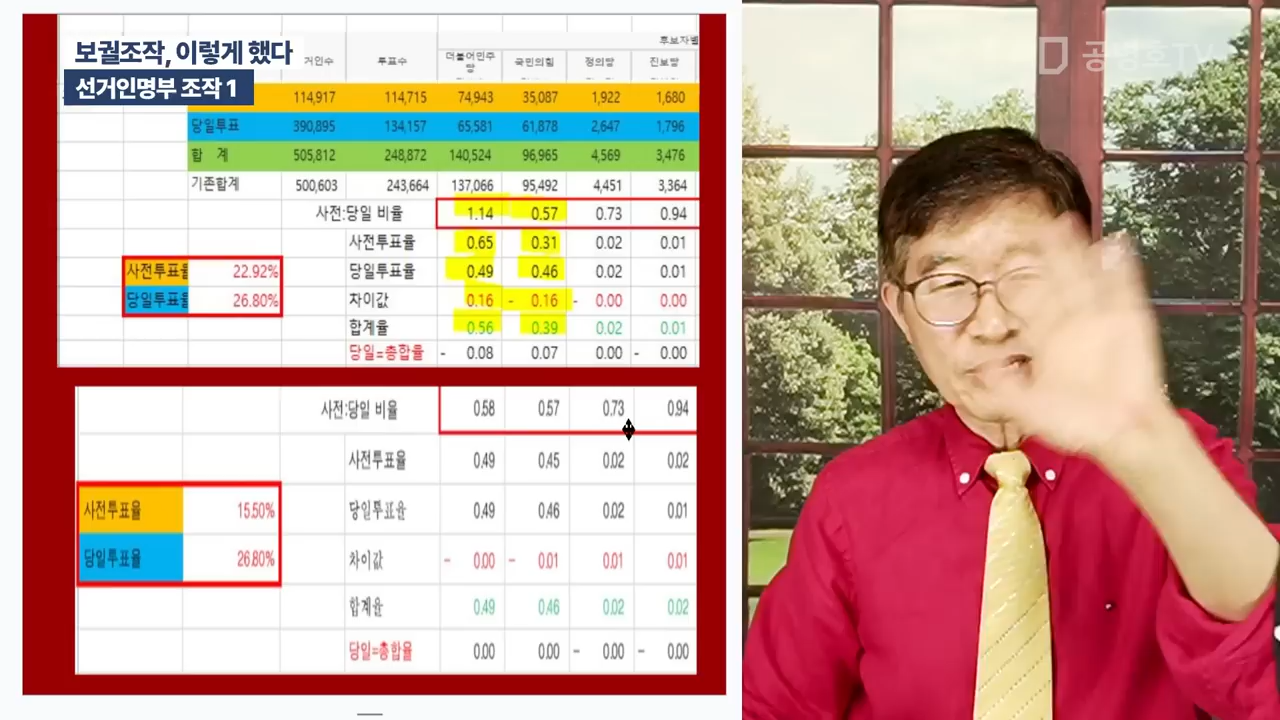 보궐조작, 이렇게 했다
선거인명부 조작 1
공병호TV
후보자별
거인수 투표수 더불어민주당 국민의힘 정의당 진보당
114,917 114,715 74,943 35,087 1,922 1,680
당일투표 390,895 134,157 65,581 61,878 2,647 1,796
합 계 505,812 248,872 140,524 96,965 4,569 3,476
기존합계 500,603 243,664 137,066 95,492 4,451 3,364
사전:당일 비율 1.14 0.57 0.73 0.94
사전투표율 0.65 0.31 0.02 0.01
사전투표율 22.92% 당일투표율 0.49 0.46 0.02 0.01
당일투표율 26.80% 차이값 0.16 - 0.16 - 0.00 0.00
합계율 0.56 0.39 0.02 0.01
당일=총합율 - 0.08 0.07 0.00 - 0.00
사전:당일 비율 0.58 0.57 0.73 0.94
사전투표율 0.49 0.45 0.02 0.02
사전투표율 15.50% 당일투표율 0.49 0.46 0.02 0.01
당일투표율 26.80% 차이값 - 0.00 - 0.01 0.01 0.01
합계율 0.49 0.46 0.02 0.02
당일=총합율 0.00 0.00 - 0.00 - 0.00